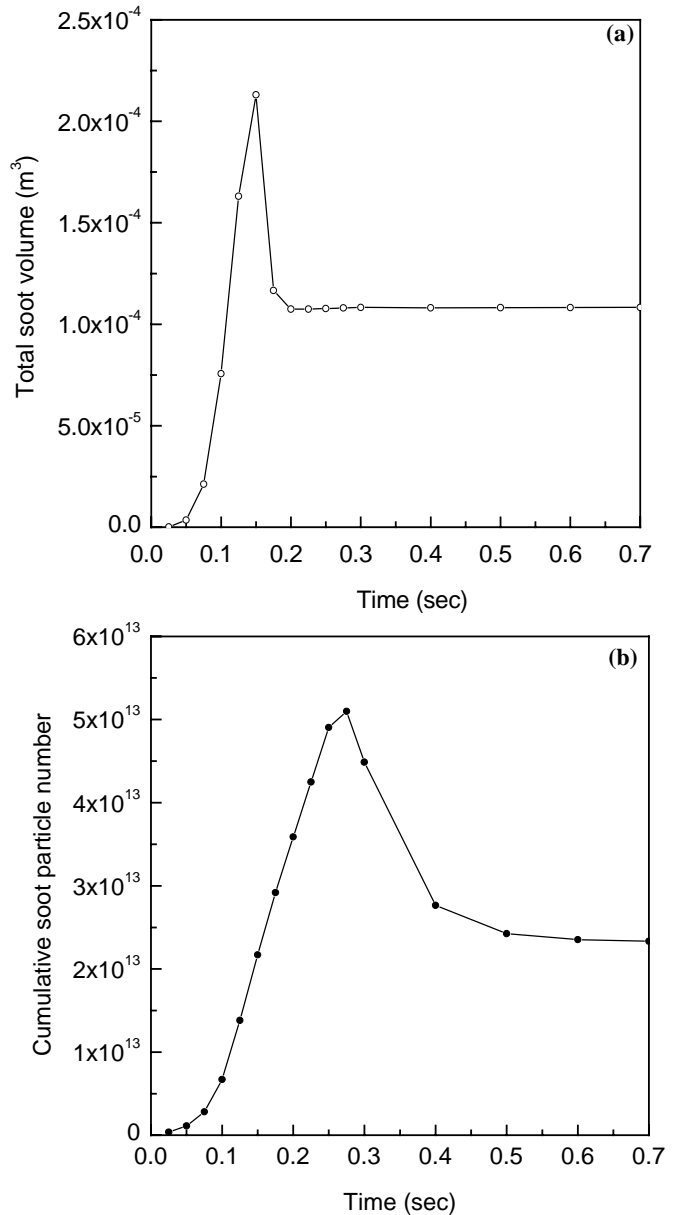 (a)
Total soot volume (m³)
2.5x10⁻⁴
2.0x10⁻⁴
1.5x10⁻⁴
1.0x10⁻⁴
5.0x10⁻⁵
0.0
0.0 0.1 0.2 0.3 0.4 0.5 0.6 0.7
Time (sec)
(b)
Cumulative soot particle number
6x10¹³
5x10¹³
4x10¹³
3x10¹³
2x10¹³
1x10¹³
0
0.0 0.1 0.2 0.3 0.4 0.5 0.6 0.7
Time (sec)